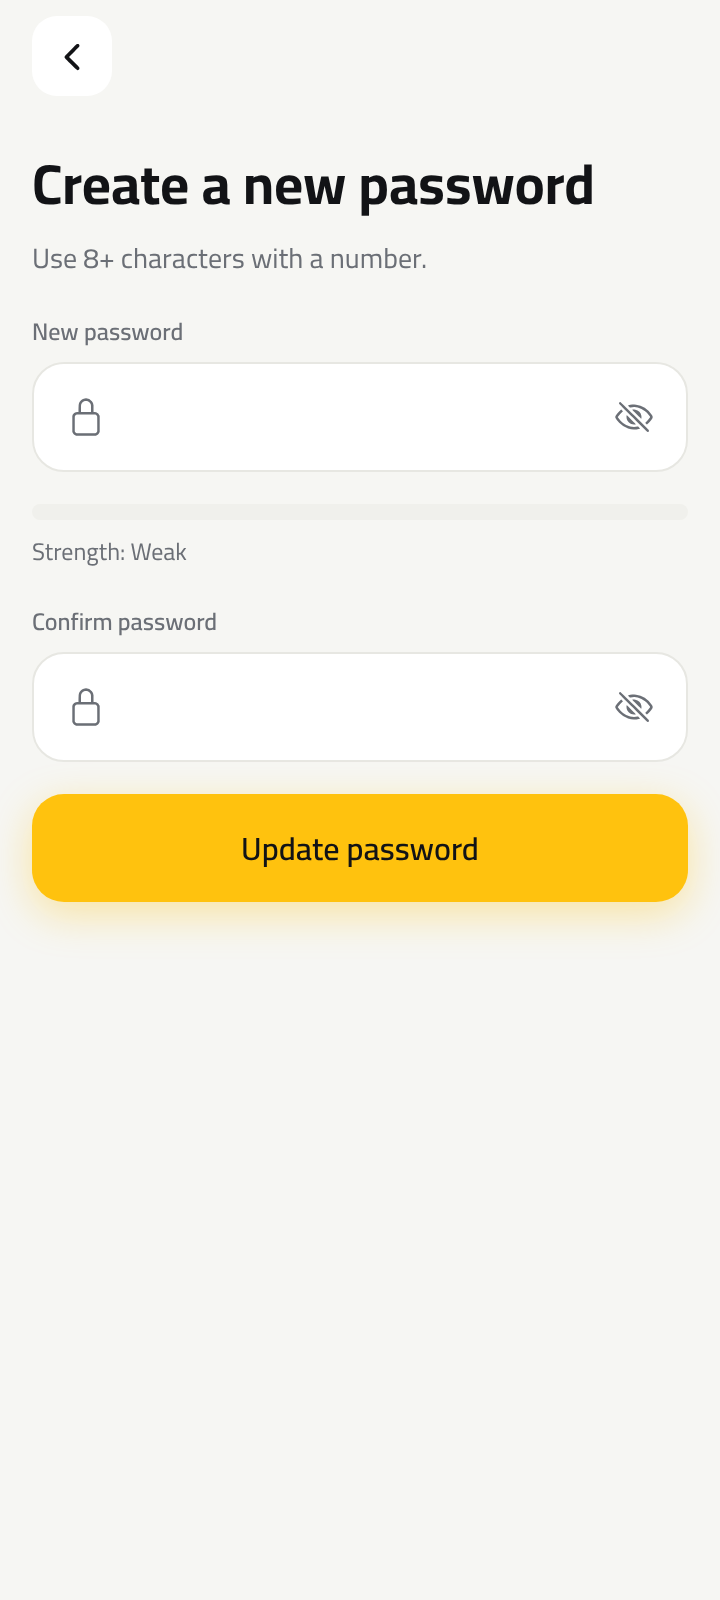 Create a new password
Use 8+ characters with a number.
New password
Strength: Weak
Confirm password
Update password